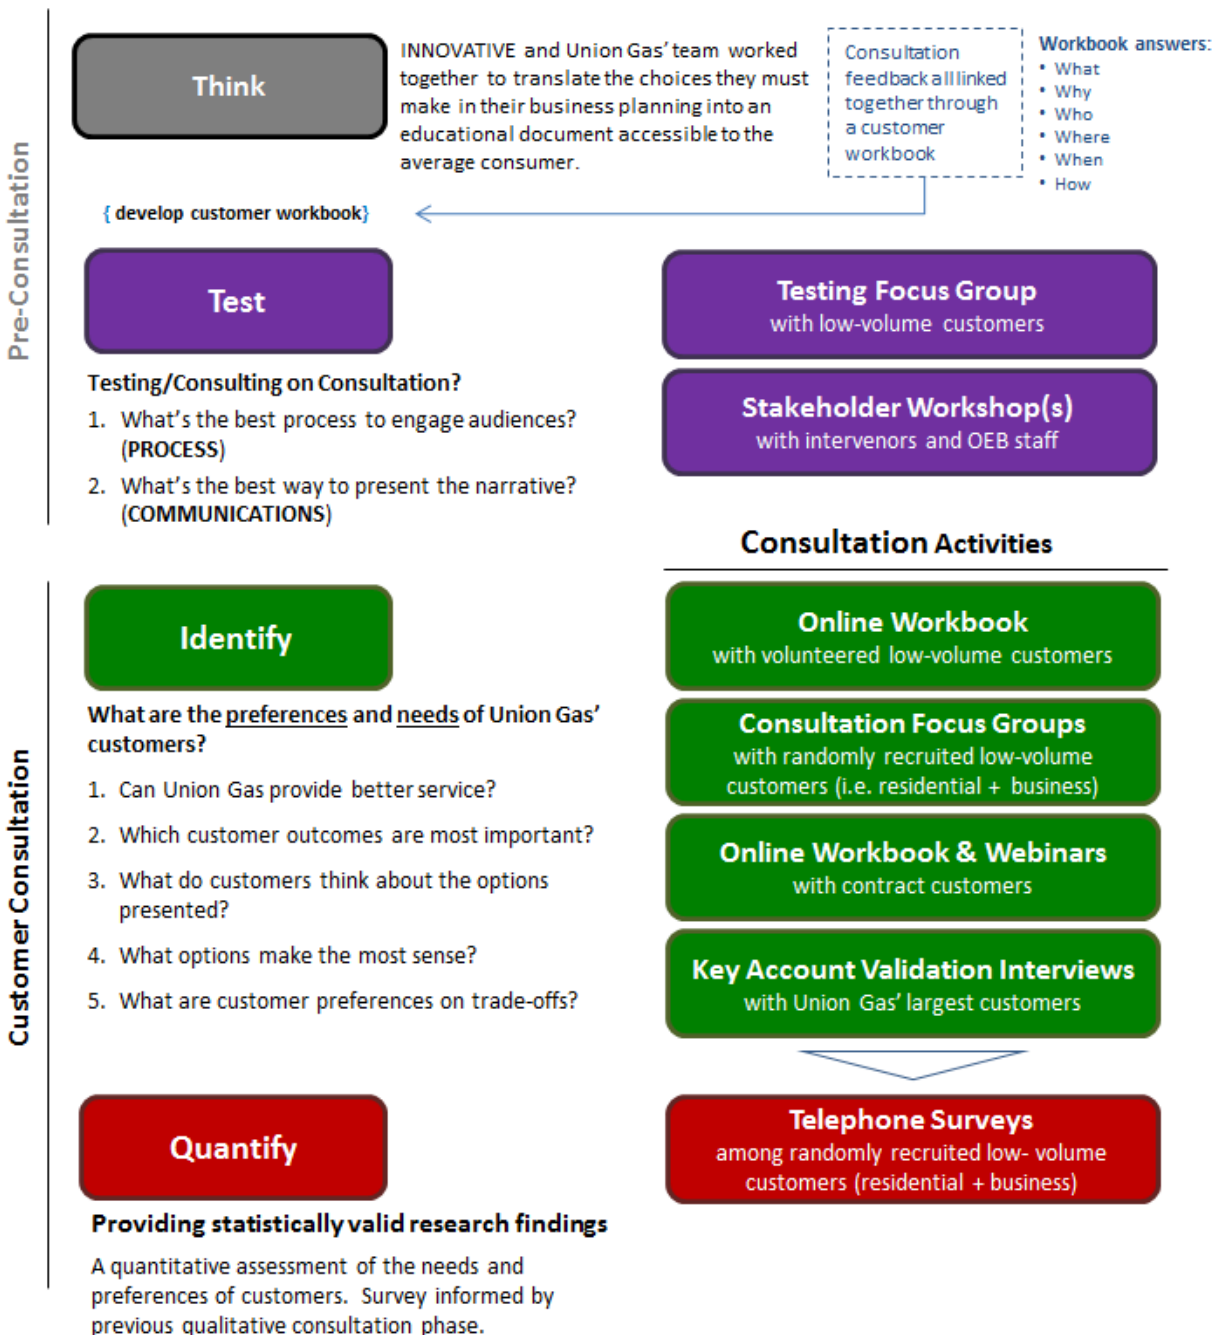 Pre-Consultation
Think
INNOVATIVE and Union Gas' team worked
together to translate the choices they must
make in their business planning into an
educational document accessible to the
average consumer.
Consultation
feedback all linked
together through
a customer
workbook
Workbook answers:
• What
• Why
• Who
• Where
• When
• How
{ develop customer workbook}
Test
Testing/Consulting on Consultation?
1. What's the best process to engage audiences?
(PROCESS)
2. What's the best way to present the narrative?
(COMMUNICATIONS)
Testing Focus Group
with low-volume customers
Stakeholder Workshop(s)
with intervenors and OEB staff
Consultation Activities
Customer Consultation
Identify
What are the preferences and needs of Union Gas'
customers?
1. Can Union Gas provide better service?
2. Which customer outcomes are most important?
3. What do customers think about the options
presented?
4. What options make the most sense?
5. What are customer preferences on trade-offs?
Online Workbook
with volunteered low-volume customers
Consultation Focus Groups
with randomly recruited low-volume
customers (i.e. residential + business)
Online Workbook & Webinars
with contract customers
Key Account Validation Interviews
with Union Gas' largest customers
Quantify
Providing statistically valid research findings
A quantitative assessment of the needs and
preferences of customers. Survey informed by
previous qualitative consultation phase.
Telephone Surveys
among randomly recruited low- volume
customers (residential + business)